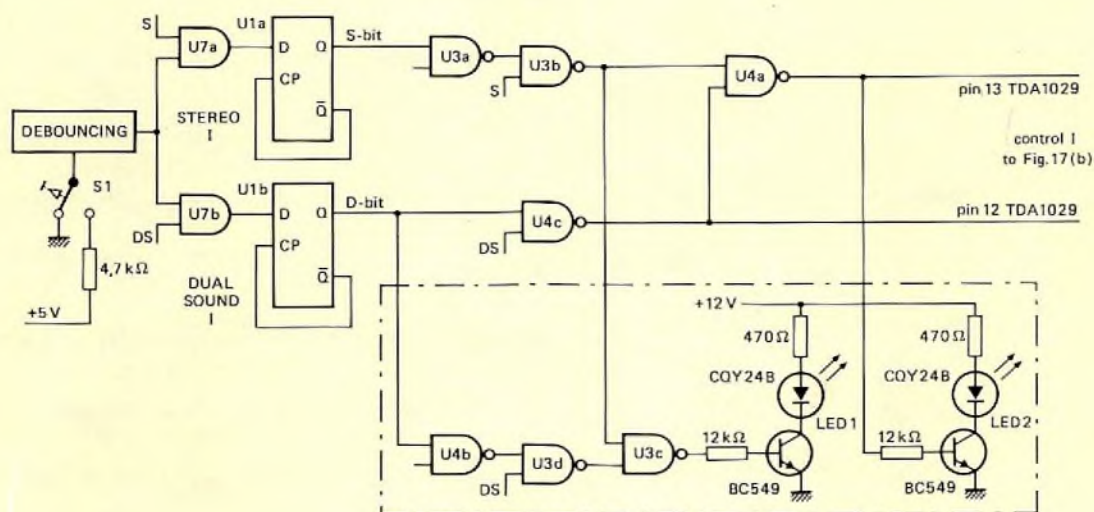 S
U7a
U1a
D
Q
CP
Q̅
S-bit
U3a
U3b
S
U4a
pin 13 TDA1029
STEREO
I
control I
to Fig.17(b)
DEBOUNCING
S1
U7b
DS
U1b
D
Q
CP
Q̅
D-bit
U4c
DS
pin 12 TDA1029
4,7 kΩ
+5 V
DUAL
SOUND
I
+12 V
470 Ω
470 Ω
CQY24B
CQY24B
LED1
LED2
U4b
U3d
DS
U3c
12 kΩ
12 kΩ
BC549
BC549